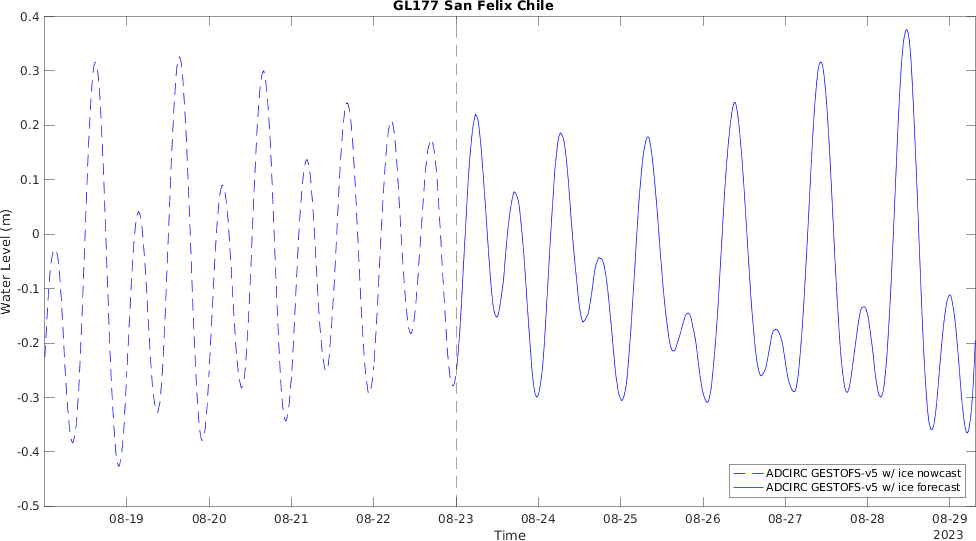 GL177 San Felix Chile
0.4
0.3
0.2
0.1
0
-0.1
-0.2
-0.3
-0.4
-0.5
Water Level (m)
ADCIRC GESTOFS-v5 w/ ice nowcast
ADCIRC GESTOFS-v5 w/ ice forecast
08-19 08-20 08-21 08-22 08-23 08-24 08-25 08-26 08-27 08-28 08-29
Time 2023